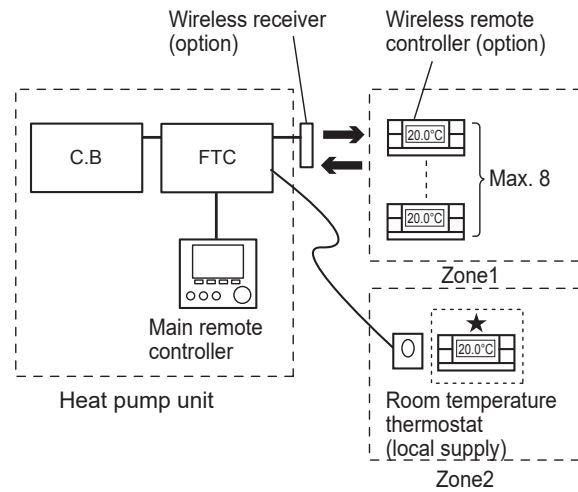 Wireless receiver
(option)
Wireless remote
controller (option)
C.B
FTC
20.0°C
Max. 8
20.0°C
Zone1
Main remote
controller
Heat pump unit
★
20.0°C
Room temperature
thermostat
(local supply)
Zone2